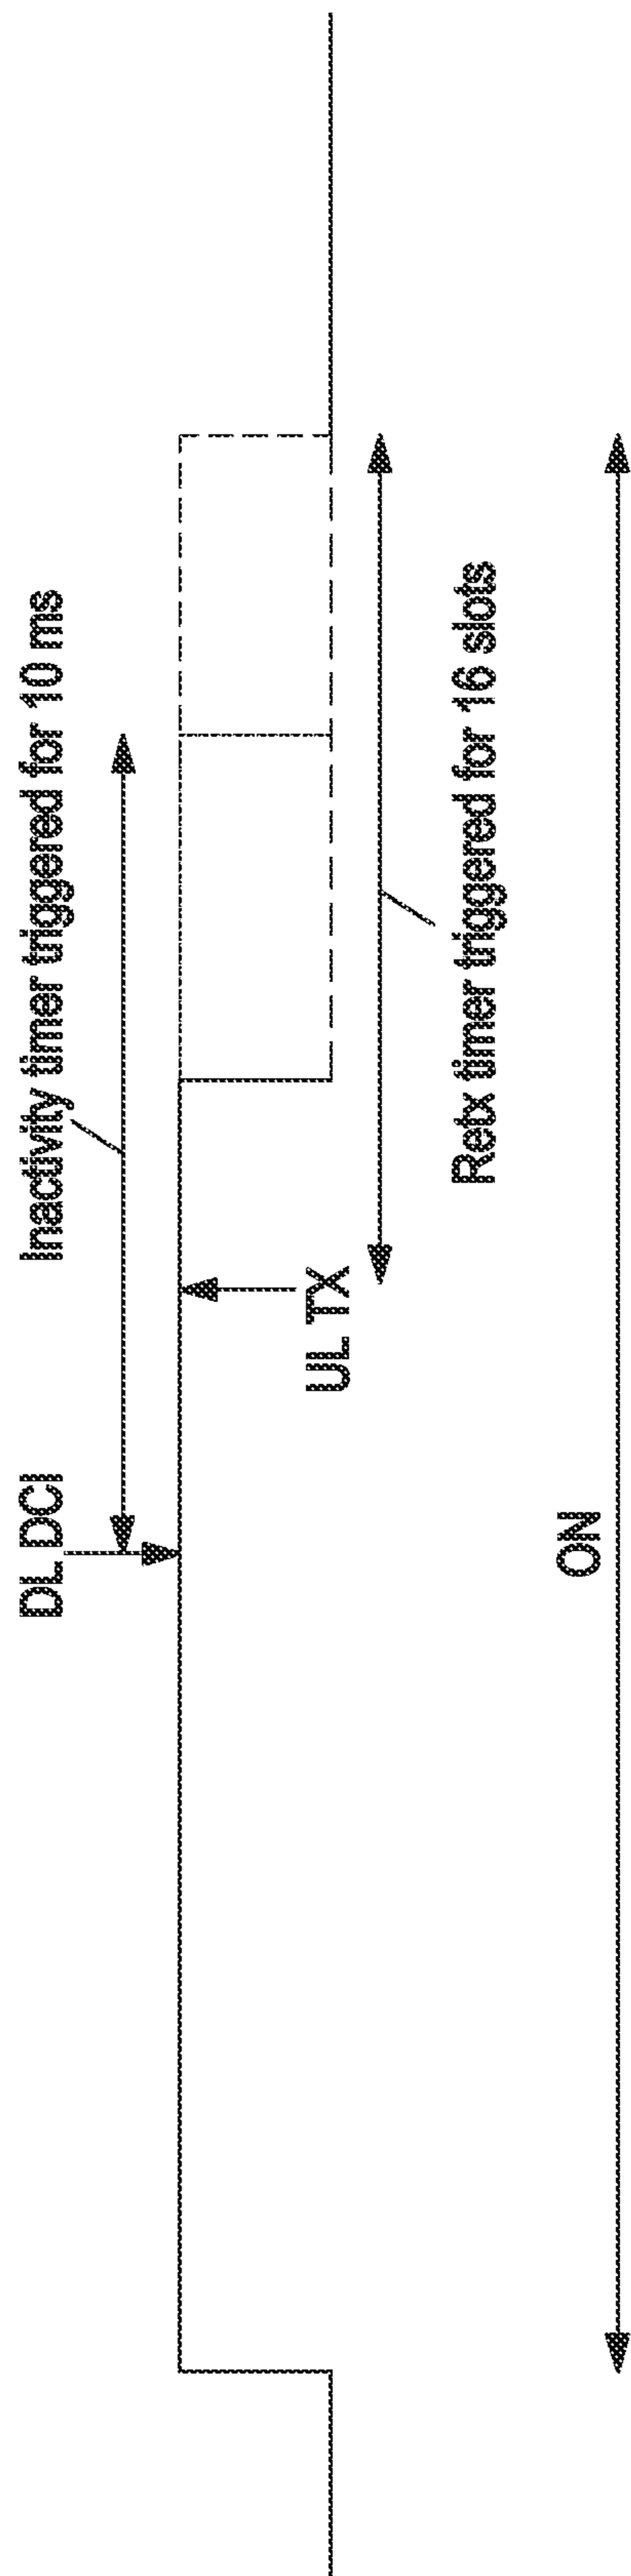 DL DCI
Inactivity timer triggered for 10 ms
UL TX
Retx timer triggered for 16 slots
ON